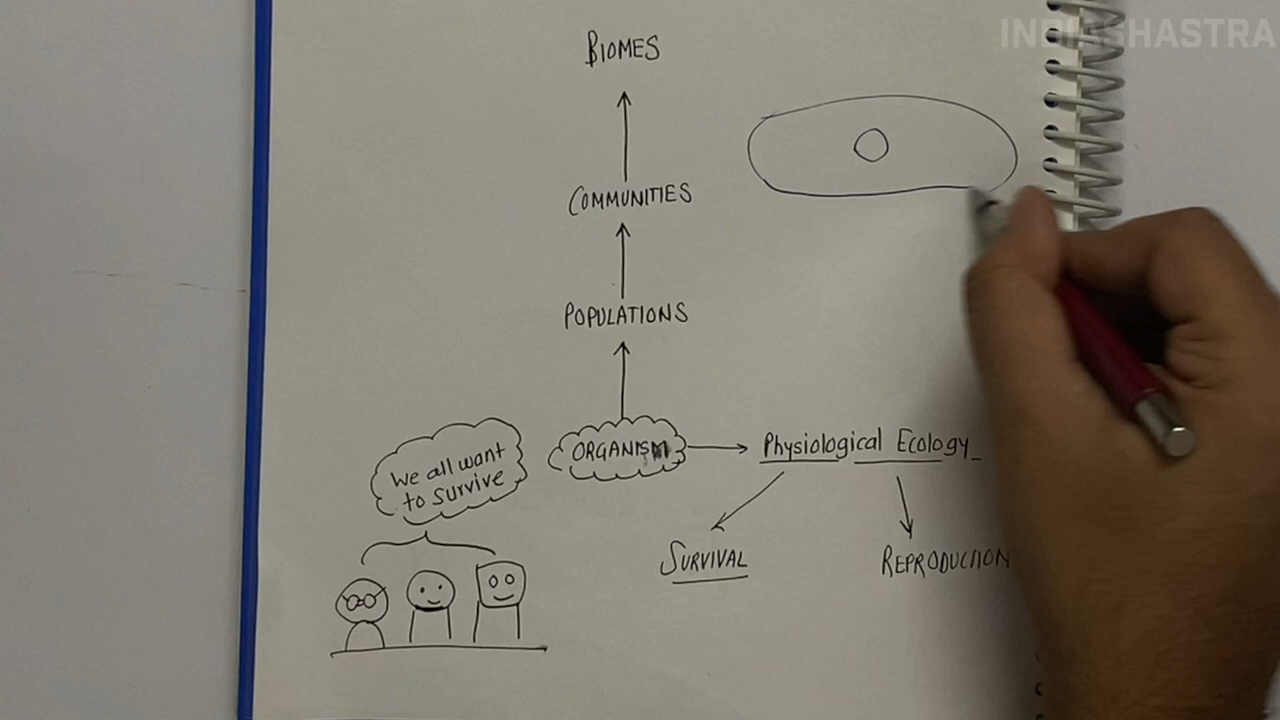 INDIASHASTRA
BIOMES
COMMUNITIES
POPULATIONS
ORGANISM
Physiological Ecology
We all want
to survive
SURVIVAL
REPRODUCTION